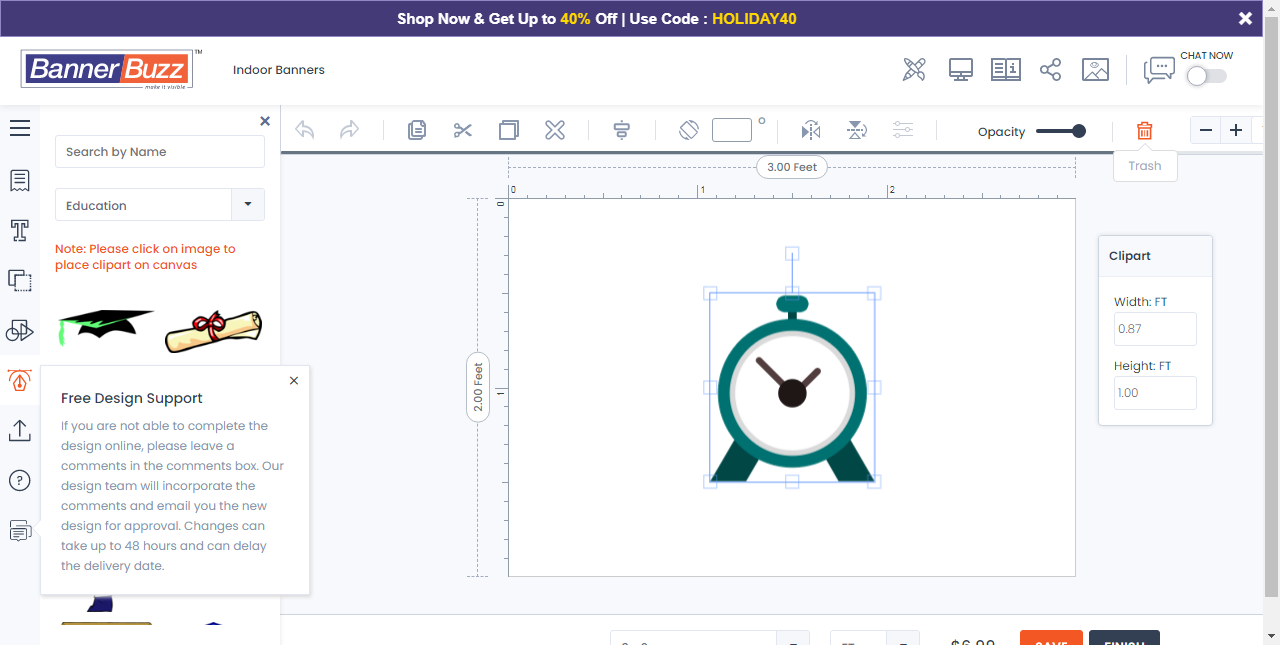 Shop Now & Get Up to 40% Off | Use Code : HOLIDAY40
BannerBuzz™
make it visible
Indoor Banners
CHAT NOW
Search by Name
Education
Note: Please click on image to
place clipart on canvas
Opacity
Trash
3.00 Feet
0
1
2
0
1
2.00 Feet
Clipart
Width: FT
0.87
Height: FT
1.00
Free Design Support
If you are not able to complete the
design online, please leave a
comments in the comments box. Our
design team will incorporate the
comments and email you the new
design for approval. Changes can
take up to 48 hours and can delay
the delivery date.
SAVE
FINISH